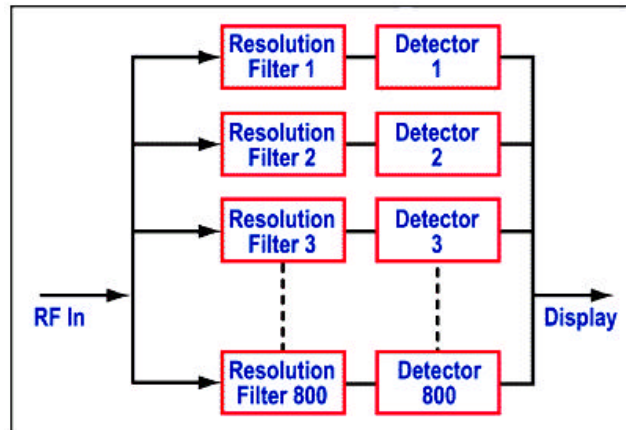 Resolution
Filter 1
Detector
1
Resolution
Filter 2
Detector
2
Resolution
Filter 3
Detector
3
RF In
Display
Resolution
Filter 800
Detector
800